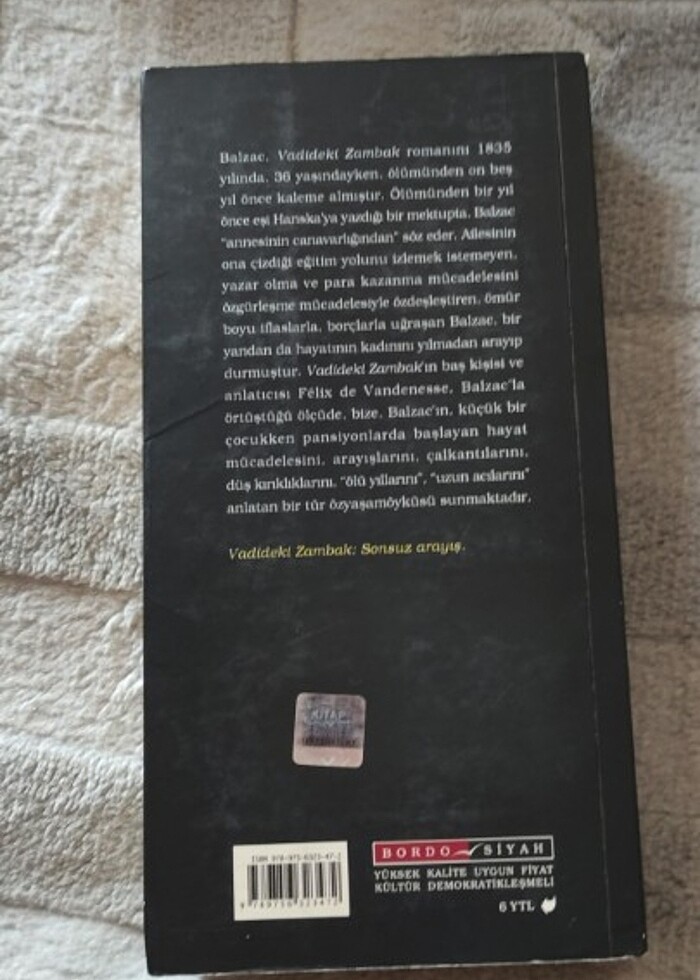 Balzac, Vadideki Zambak romanını 1835
yılında, 36 yaşındayken, ölümünden on beş
yıl önce kaleme almıştır. Ölümünden bir yıl
önce eşi Hanska'ya yazdığı bir mektupta, Balzac
"annesinin canavarlığından" söz eder. Ailesinin
ona çizdiği eğitim yolunu izlemek istemeyen,
yazar olma ve para kazanma mücadelesini
özgürleşme mücadelesiyle özdeşleştiren, ömür
boyu iflaslarla, borçlarla uğraşan Balzac, bir
yandan da hayatının kadınını yılmadan arayıp
durmuştur. Vadideki Zambak'ın baş kişisi ve
anlatıcısı Félix de Vandenesse, Balzac'la
örtüştüğü ölçüde, bize, Balzac'ın, küçük bir
çocukken pansiyonlarda başlayan hayat
mücadelesini, arayışlarını, çalkantılarını,
düş kırıklıklarını, "ölü yıllarını", "uzun acılarını"
anlatan bir tür özyaşamöyküsü sunmaktadır.
Vadideki Zambak: Sonsuz arayış.
KİTAP
BORDO SİYAH
YÜKSEK KALİTE UYGUN FİYAT
KÜLTÜR DEMOKRATİKLEŞMELİ
6 YTL
ISBN